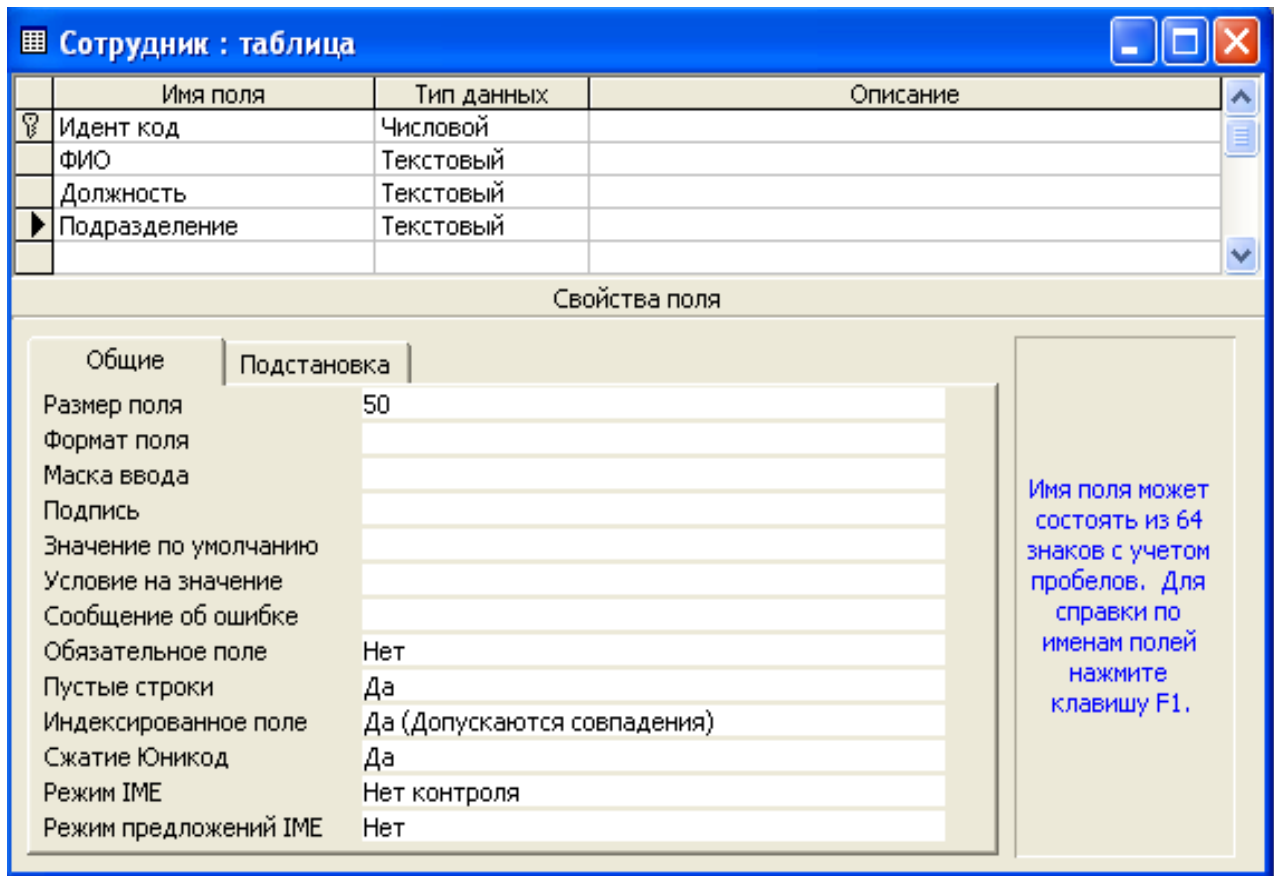 Сотрудник : таблица
Имя поля Тип данных Описание
Идент код Числовой
ФИО Текстовый
Должность Текстовый
Подразделение Текстовый
Свойства поля
Общие Подстановка
Размер поля 50
Формат поля
Маска ввода
Подпись
Значение по умолчанию
Условие на значение
Сообщение об ошибке
Обязательное поле Нет
Пустые строки Да
Индексированное поле Да (Допускаются совпадения)
Сжатие Юникод Да
Режим IME Нет контроля
Режим предложений IME Нет
Имя поля может
состоять из 64
знаков с учетом
пробелов. Для
справки по
именам полей
нажмите
клавишу F1.